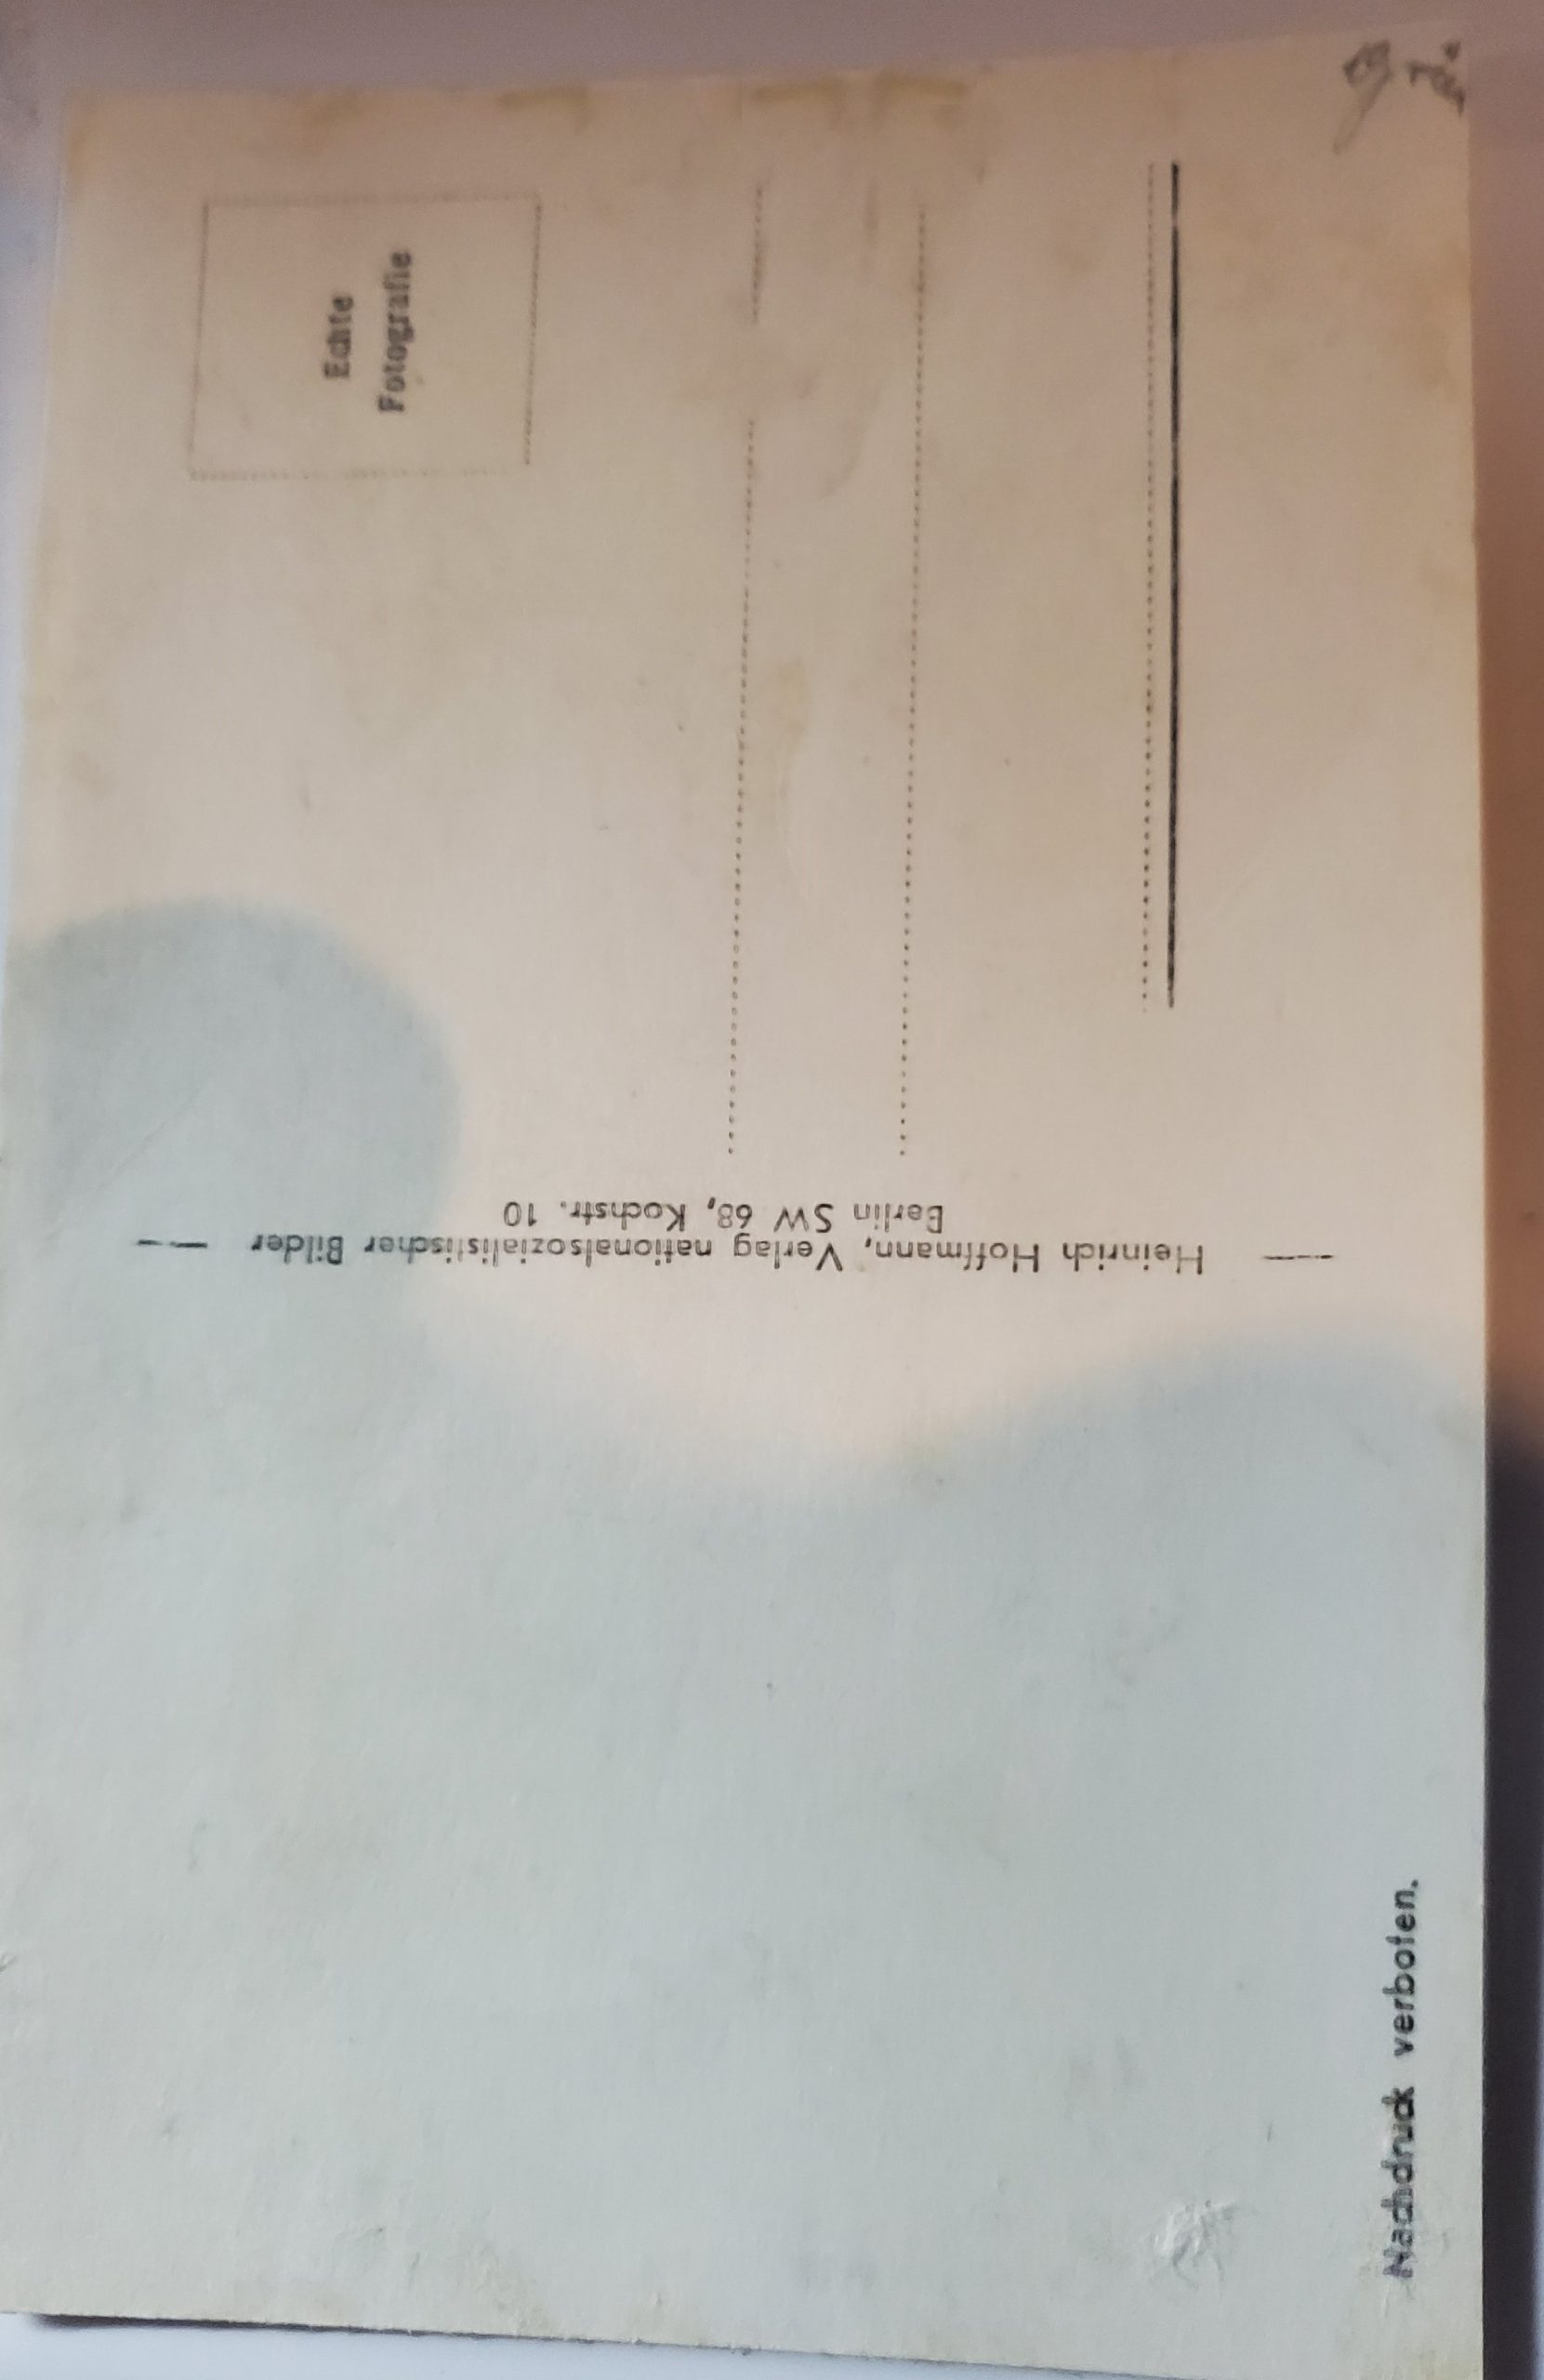 Echte
Fotografie
Heinrich Hoffmann, Verlag nationalsozialistischer Bilder
Berlin SW 68, Kochstr. 10
Nachdruck verboten.